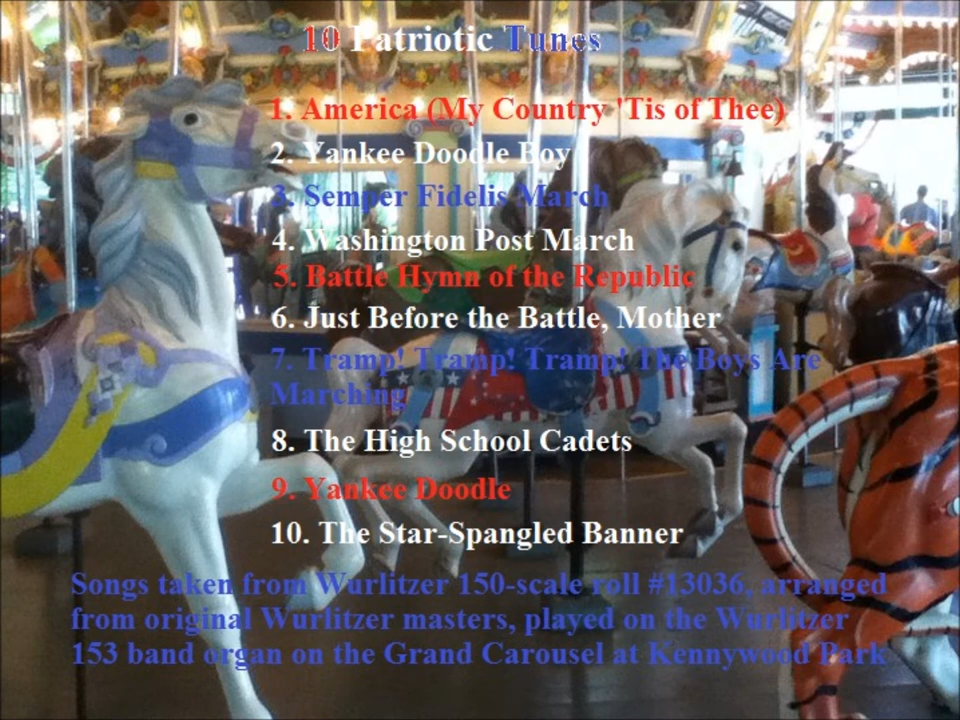 10 Patriotic Tunes
1. America (My Country 'Tis of Thee)
2. Yankee Doodle Boy
3. Semper Fidelis March
4. Washington Post March
5. Battle Hymn of the Republic
6. Just Before the Battle, Mother
7. Tramp! Tramp! Tramp! The Boys Are
Marching
8. The High School Cadets
9. Yankee Doodle
10. The Star-Spangled Banner
Songs taken from Wurlitzer 150-scale roll #13036, arranged
from original Wurlitzer masters, played on the Wurlitzer
153 band organ on the Grand Carousel at Kennywood Park